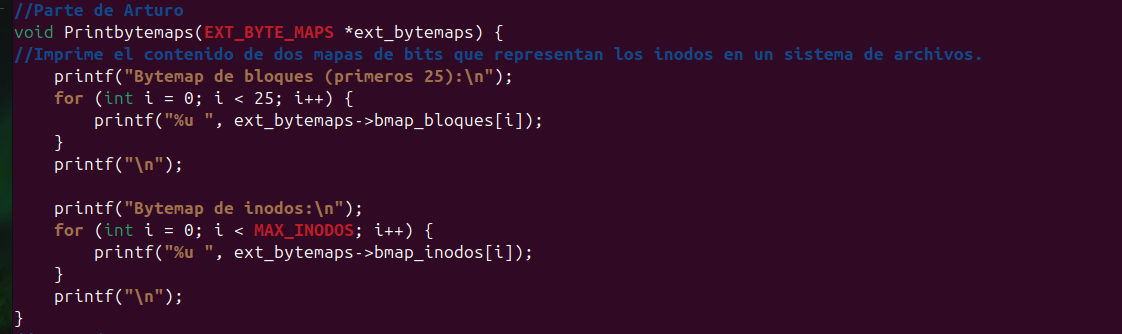 //Parte de Arturo
void Printbytemaps(EXT_BYTE_MAPS *ext_bytemaps) {
//Imprime el contenido de dos mapas de bits que representan los inodos en un sistema de archivos.
    printf("Bytemap de bloques (primeros 25):\n");
    for (int i = 0; i < 25; i++) {
        printf("%u ", ext_bytemaps->bmap_bloques[i]);
    }
    printf("\n");

    printf("Bytemap de inodos:\n");
    for (int i = 0; i < MAX_INODOS; i++) {
        printf("%u ", ext_bytemaps->bmap_inodos[i]);
    }
    printf("\n");
}